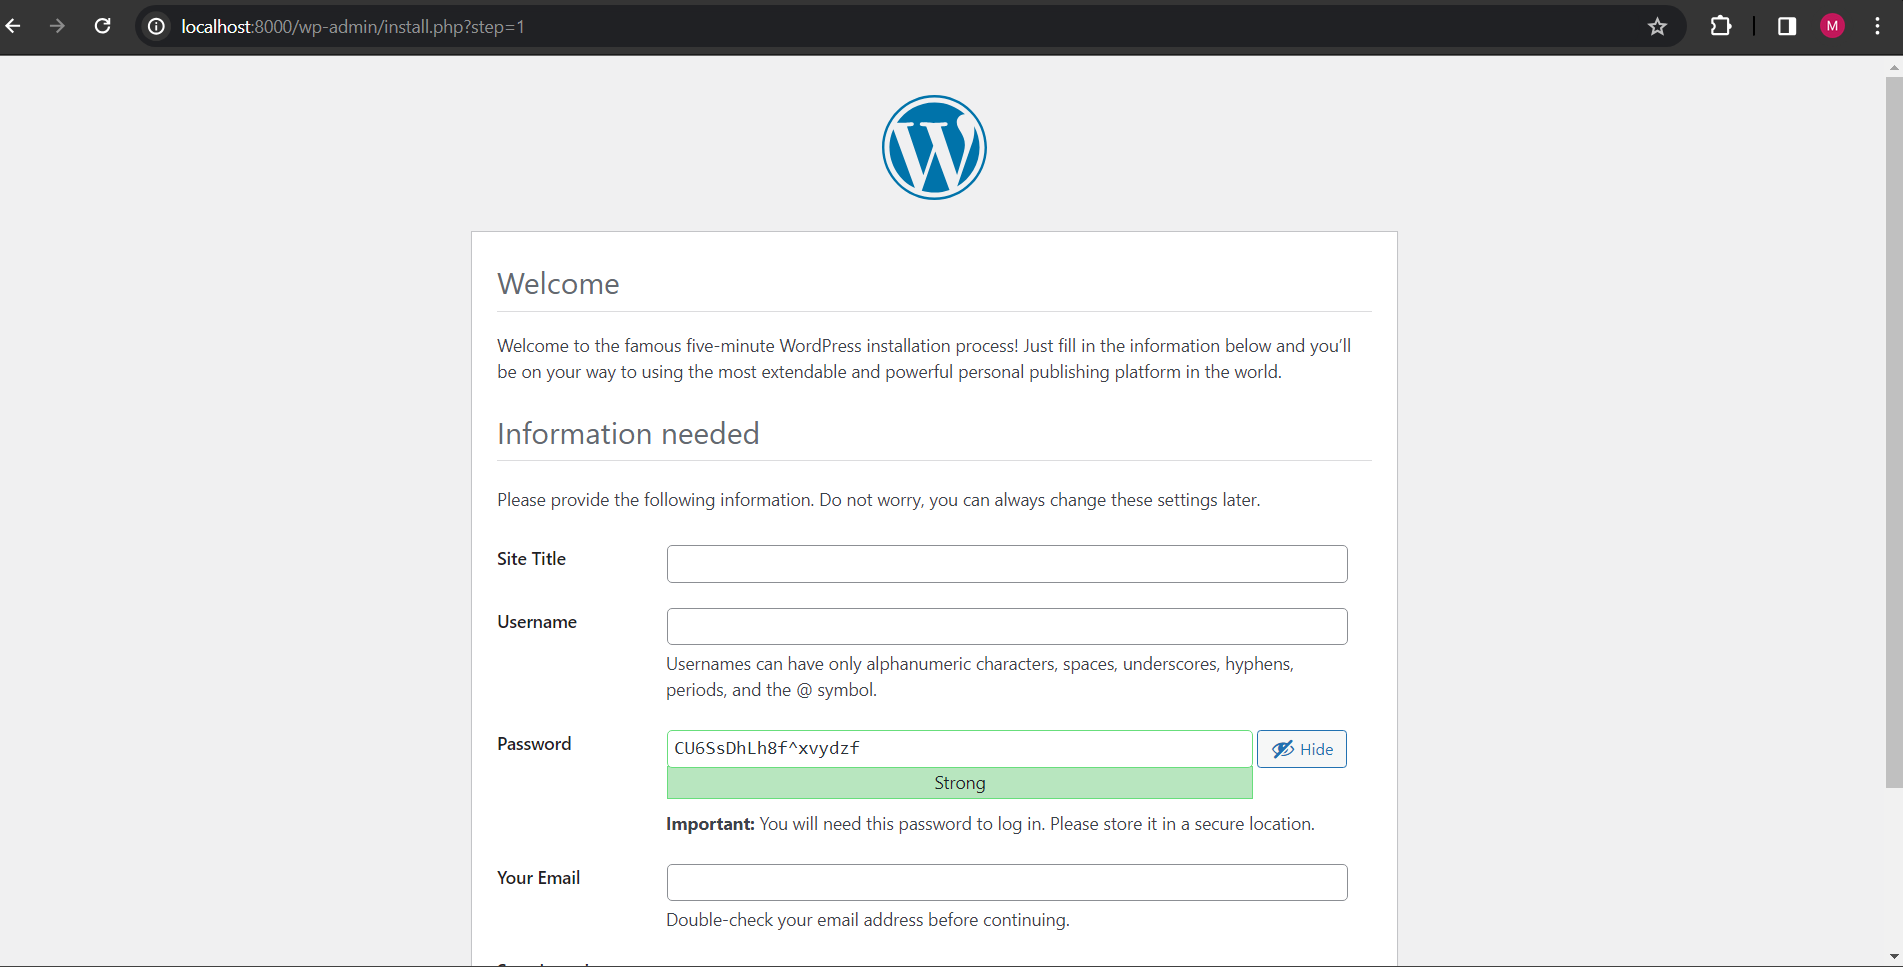 localhost:8000/wp-admin/install.php?step=1
M
Welcome
Welcome to the famous five-minute WordPress installation process! Just fill in the information below and you’ll
be on your way to using the most extendable and powerful personal publishing platform in the world.
Information needed
Please provide the following information. Do not worry, you can always change these settings later.
Site Title
Username
Usernames can have only alphanumeric characters, spaces, underscores, hyphens,
periods, and the @ symbol.
Password
CU6SsDhLh8f^xvydzf
Hide
Strong
Important: You will need this password to log in. Please store it in a secure location.
Your Email
Double-check your email address before continuing.